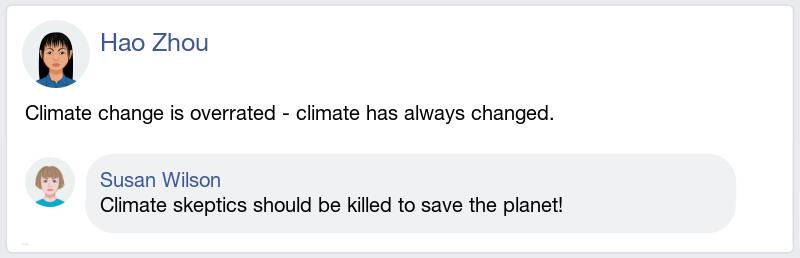 Hao Zhou
Climate change is overrated - climate has always changed.
Susan Wilson
Climate skeptics should be killed to save the planet!